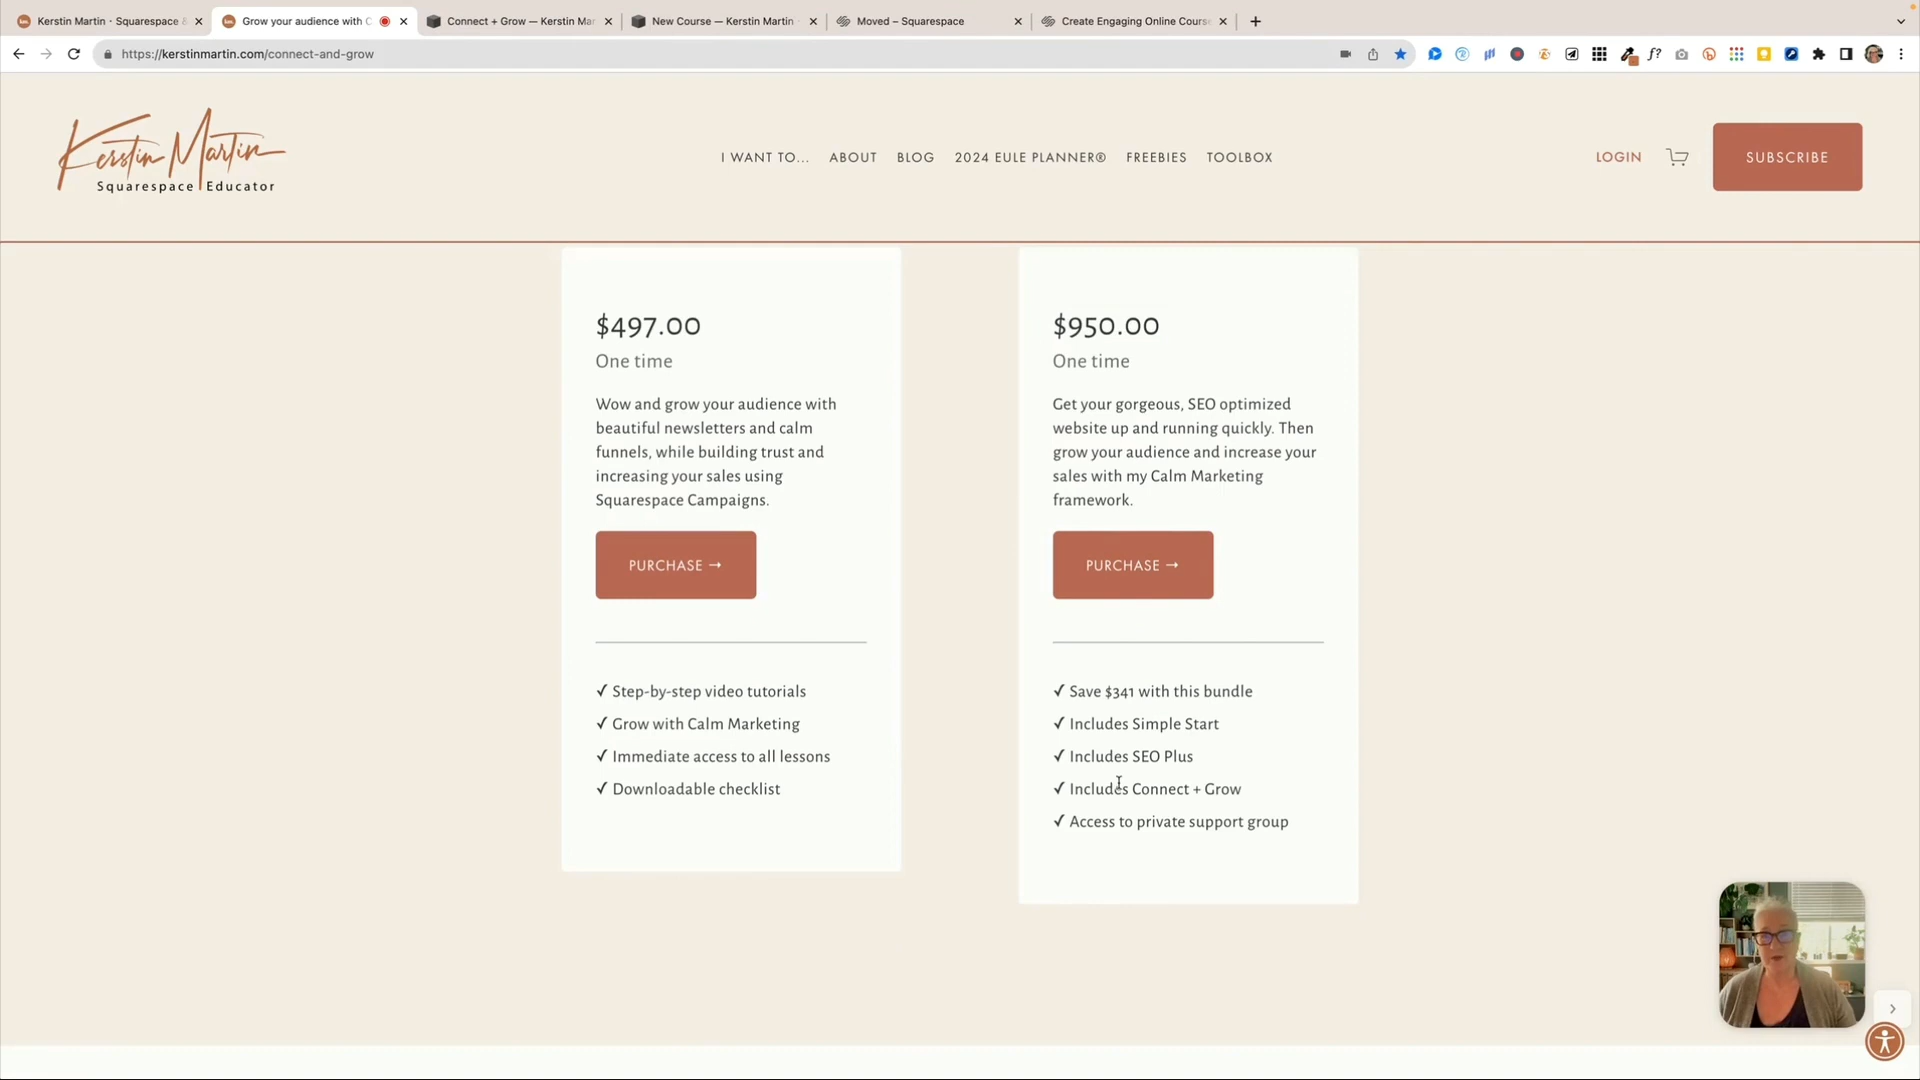 Kerstin Martin · Squarespace &
Grow your audience with C
Connect + Grow — Kerstin Mar
New Course — Kerstin Martin
Moved – Squarespace
Create Engaging Online Course
https://kerstinmartin.com/connect-and-grow
Kerstin Martin
Squarespace Educator
I WANT TO...
ABOUT
BLOG
2024 EULE PLANNER®
FREEBIES
TOOLBOX
LOGIN
SUBSCRIBE
$497.00
One time
Wow and grow your audience with
beautiful newsletters and calm
funnels, while building trust and
increasing your sales using
Squarespace Campaigns.
PURCHASE →
✓ Step-by-step video tutorials
✓ Grow with Calm Marketing
✓ Immediate access to all lessons
✓ Downloadable checklist
$950.00
One time
Get your gorgeous, SEO optimized
website up and running quickly. Then
grow your audience and increase your
sales with my Calm Marketing
framework.
PURCHASE →
✓ Save $341 with this bundle
✓ Includes Simple Start
✓ Includes SEO Plus
✓ Includes Connect + Grow
✓ Access to private support group